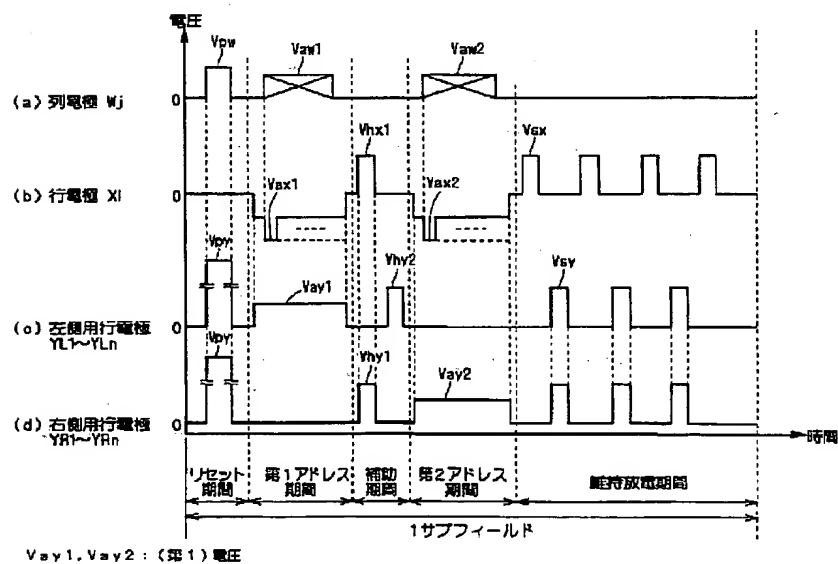 電圧
Vpw
Vaw1
Vaw2
(a) 列電極 Wj
0
Vhx1
Vsx
(b) 行電極 Xi
0
Vax1
Vax2
Vpy
Vhy2
Vsy
Vay1
(c) 左側用行電極
YL1~YLn
0
Vpy
Vhy1
Vay2
(d) 右側用行電極
YR1~YRn
0
時間
リセット
期間
第1アドレス
期間
補助
期間
第2アドレス
期間
維持放電期間
1サブフィールド
Vay1,Vay2:(第1)電圧